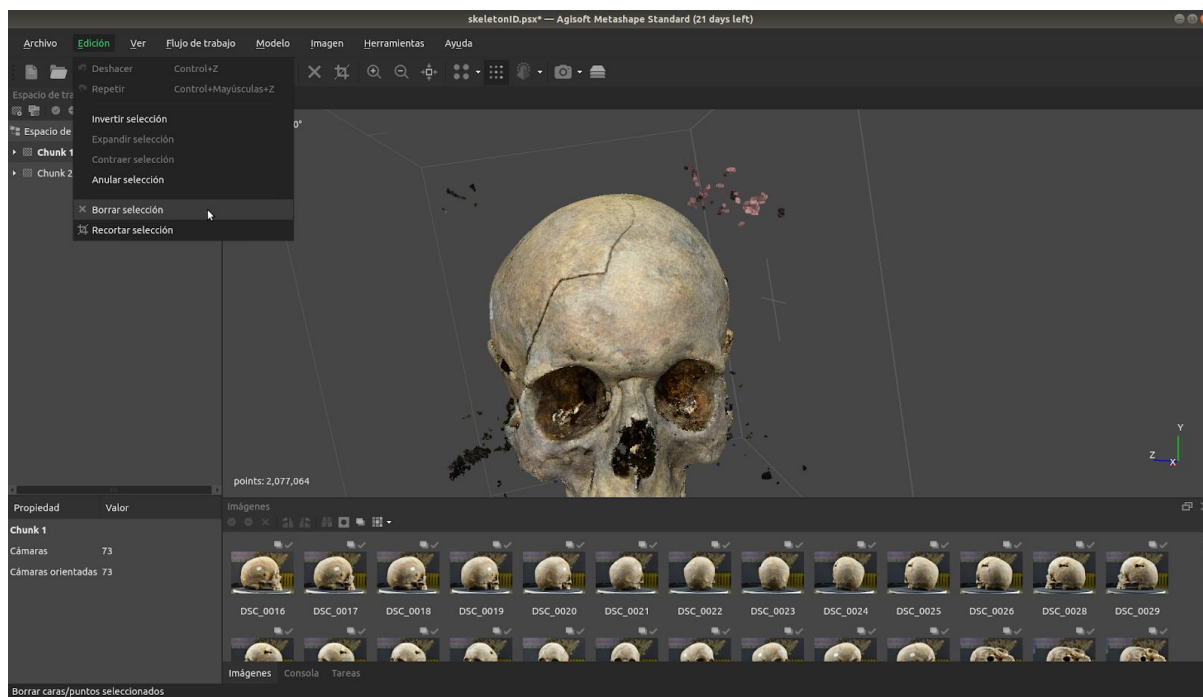 skeletonID.psx* — Agisoft Metashape Standard (21 days left)
Archivo Edición Ver Flujo de trabajo Modelo Imagen Herramientas Ayuda
Deshacer Control+Z
Repetir Control+Mayúsculas+Z
Invertir selección
Expandir selección
Contraer selección
Anular selección
Borrar selección
Recortar selección
Espacio de tra
Espacio de
Chunk 1
Chunk 2
0°
points: 2,077,064
Y
Z X
Propiedad Valor
Chunk 1
Cámaras 73
Cámaras orientadas 73
Imágenes
DSC_0016 DSC_0017 DSC_0018 DSC_0019 DSC_0020 DSC_0021 DSC_0022 DSC_0023 DSC_0024 DSC_0025 DSC_0026 DSC_0028 DSC_0029
Imágenes Consola Tareas
Borrar caras/puntos seleccionados